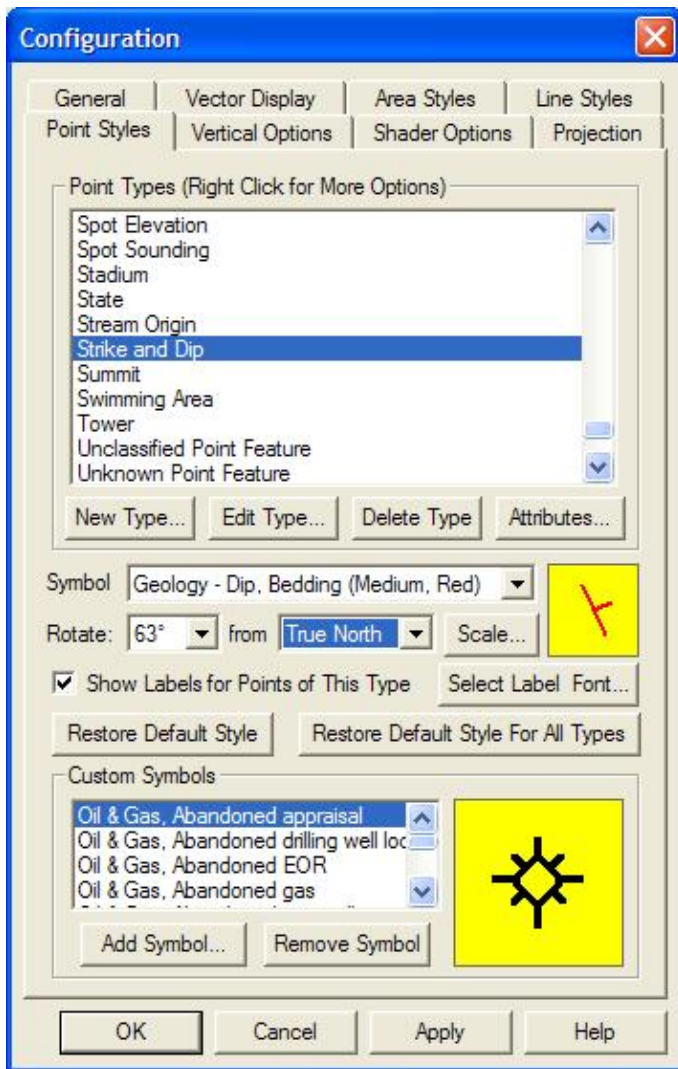 Configuration
General Vector Display Area Styles Line Styles
Point Styles Vertical Options Shader Options Projection
Point Types (Right Click for More Options)
Spot Elevation
Spot Sounding
Stadium
State
Stream Origin
Strike and Dip
Summit
Swimming Area
Tower
Unclassified Point Feature
Unknown Point Feature
New Type... Edit Type... Delete Type Attributes...
Symbol Geology - Dip, Bedding (Medium, Red)
Rotate: 63° from True North Scale...
Show Labels for Points of This Type Select Label Font...
Restore Default Style Restore Default Style For All Types
Custom Symbols
Oil & Gas, Abandoned appraisal
Oil & Gas, Abandoned drilling well loc
Oil & Gas, Abandoned EOR
Oil & Gas, Abandoned gas
Add Symbol... Remove Symbol
OK Cancel Apply Help